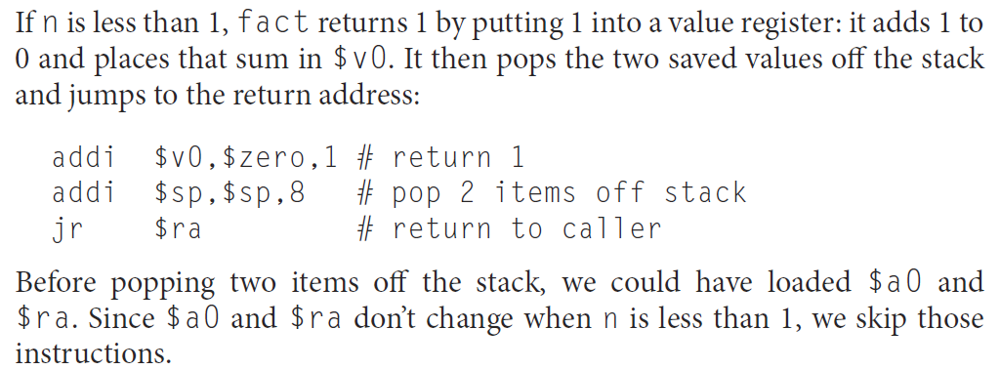 If n is less than 1, fact returns 1 by putting 1 into a value register: it adds 1 to
0 and places that sum in $v0. It then pops the two saved values off the stack
and jumps to the return address:
addi $v0,$zero,1 # return 1
addi $sp,$sp,8 # pop 2 items off stack
jr $ra # return to caller
Before popping two items off the stack, we could have loaded $a0 and
$ra. Since $a0 and $ra don’t change when n is less than 1, we skip those
instructions.